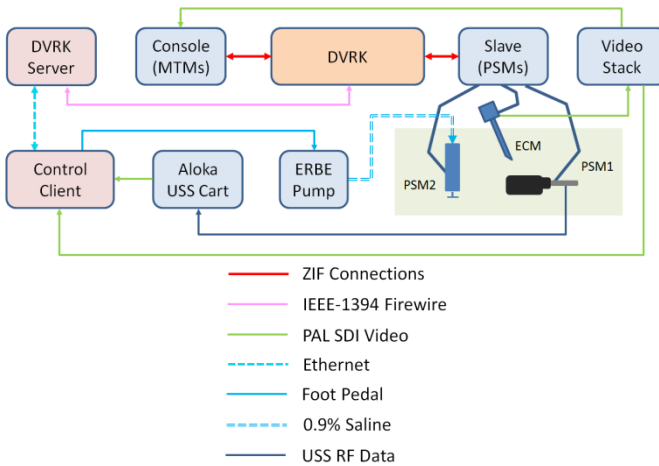 DVRK
Server
Console
(MTMs)
DVRK
Slave
(PSMs)
Video
Stack
Control
Client
Aloka
USS Cart
ERBE
Pump
PSM2
ECM
PSM1
ZIF Connections
IEEE-1394 Firewire
PAL SDI Video
Ethernet
Foot Pedal
0.9% Saline
USS RF Data